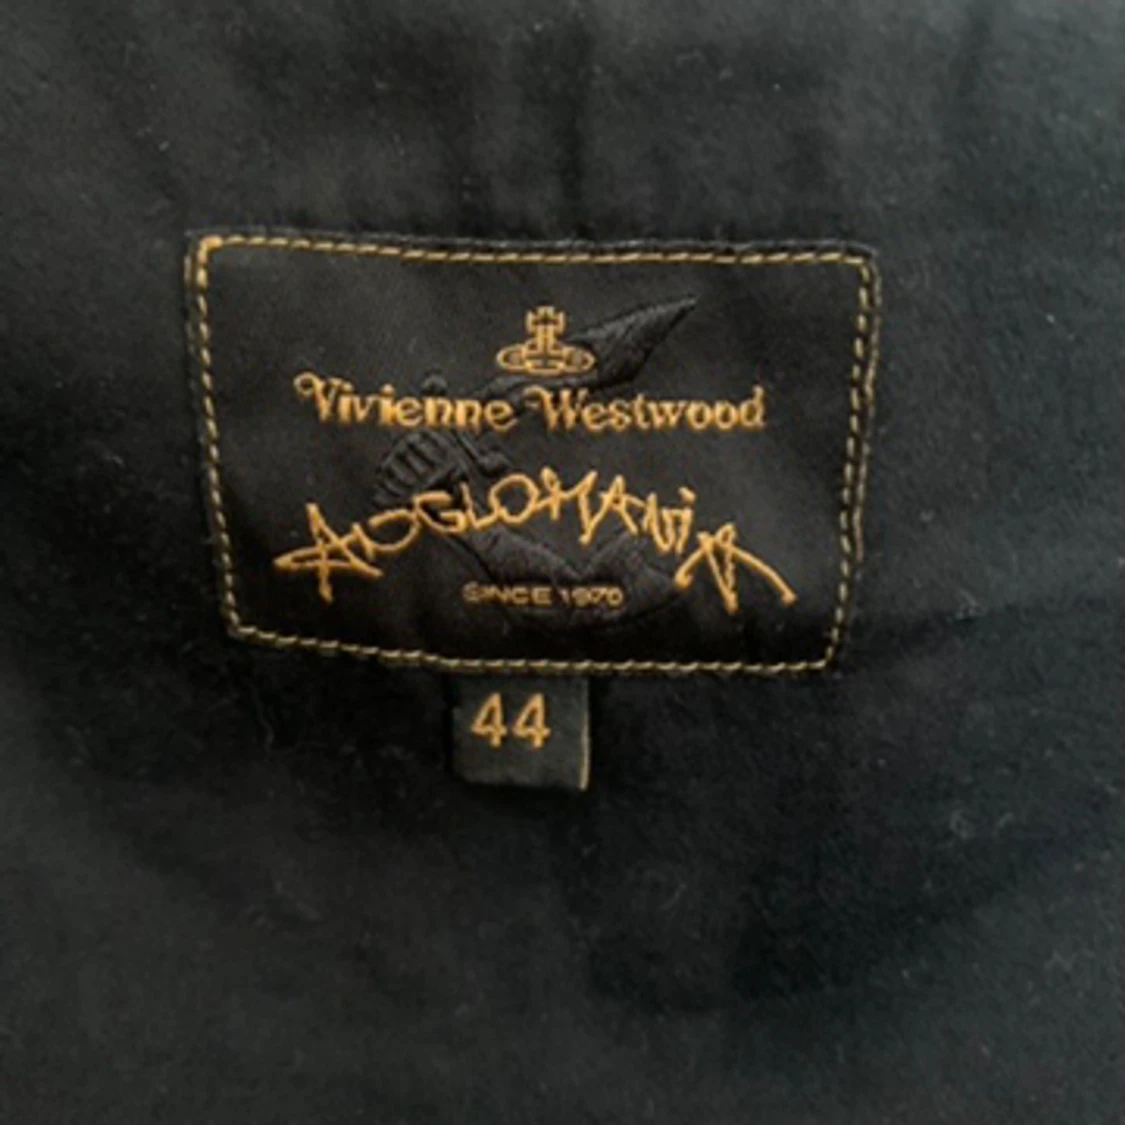 Vivienne Westwood
ANGLOMANiA
SINCE 1970
44